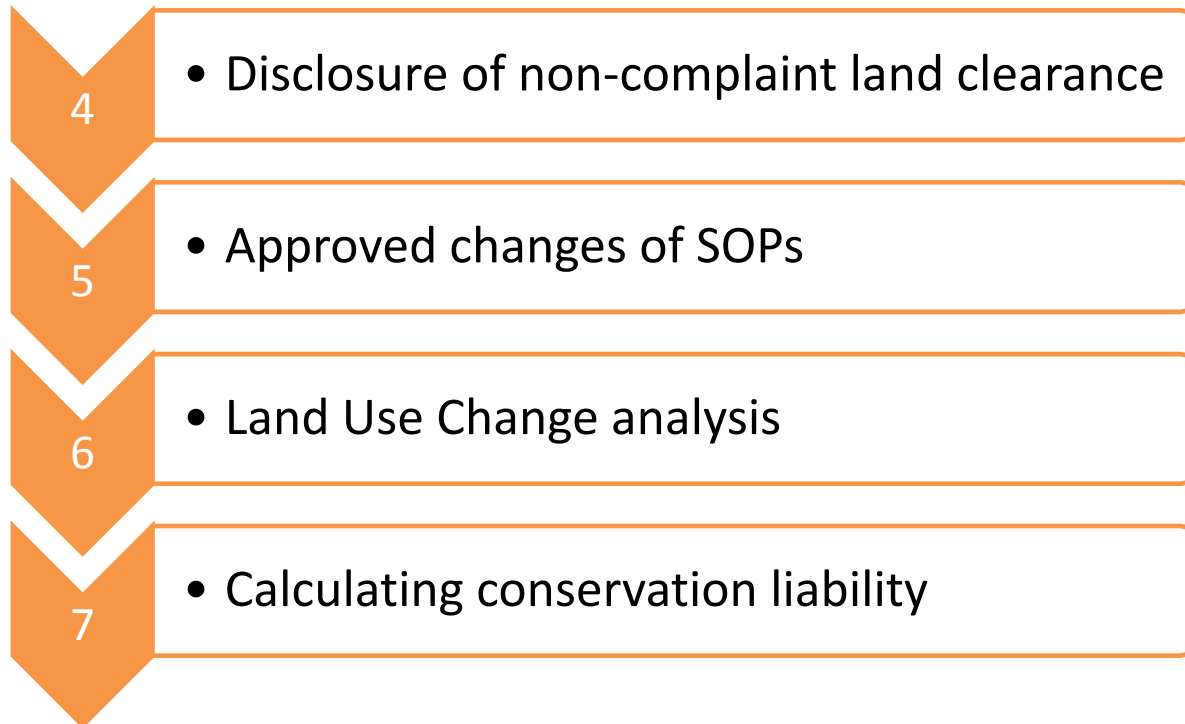 4
• Disclosure of non-complaint land clearance
5
• Approved changes of SOPs
6
• Land Use Change analysis
7
• Calculating conservation liability